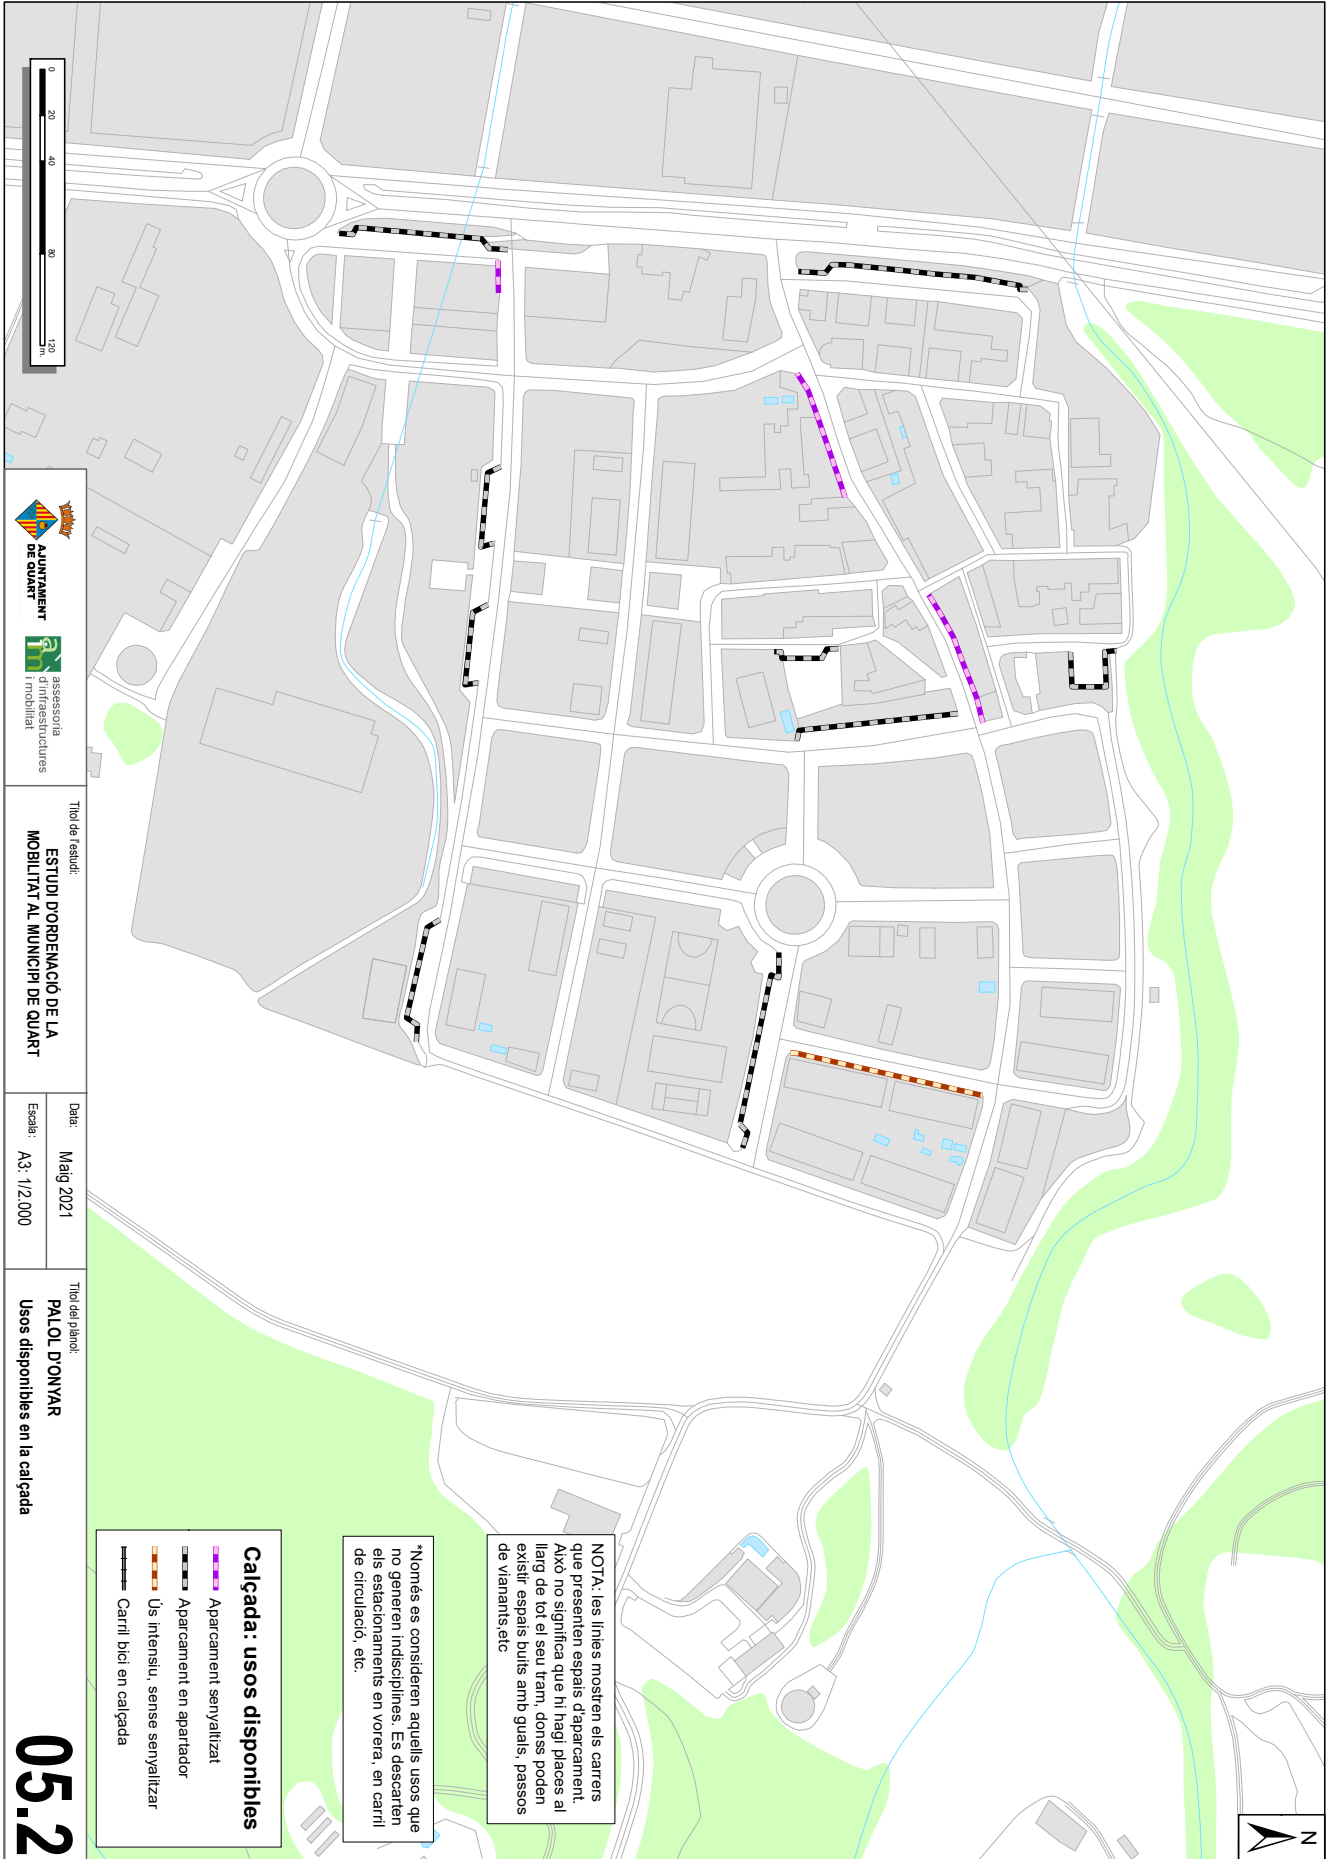 N
NOTA: les línies mostren els carrers
que presenten espais d'aparcament.
Això no significa que hi hagi places al
llarg de tot el seu tram, donss poden
existir espais buits amb guals, passos
de vianants,etc
*Només es consideren aquells usos que
no generen indisciplines. Es descarten
els estacionaments en vorera, en carril
de circulació, etc.
Calçada: usos disponibles
Aparcament senyalitizat
Aparcament en apartador
Ús intensiu, sense senyalitzar
Carril bici en calçada
0 20 40 80 120
m.
AJUNTAMENT
DE QUART
aim
assessoria
d'infraestructures
i mobilitat
Títol de l'estudi:
ESTUDI D'ORDENACIÓ DE LA
MOBILITAT AL MUNICIPI DE QUART
Data:
Maig 2021
Escala:
A3: 1/2.000
Títol del plànol:
PALOL D'ONYAR
Usos disponibles en la calçada
05.2